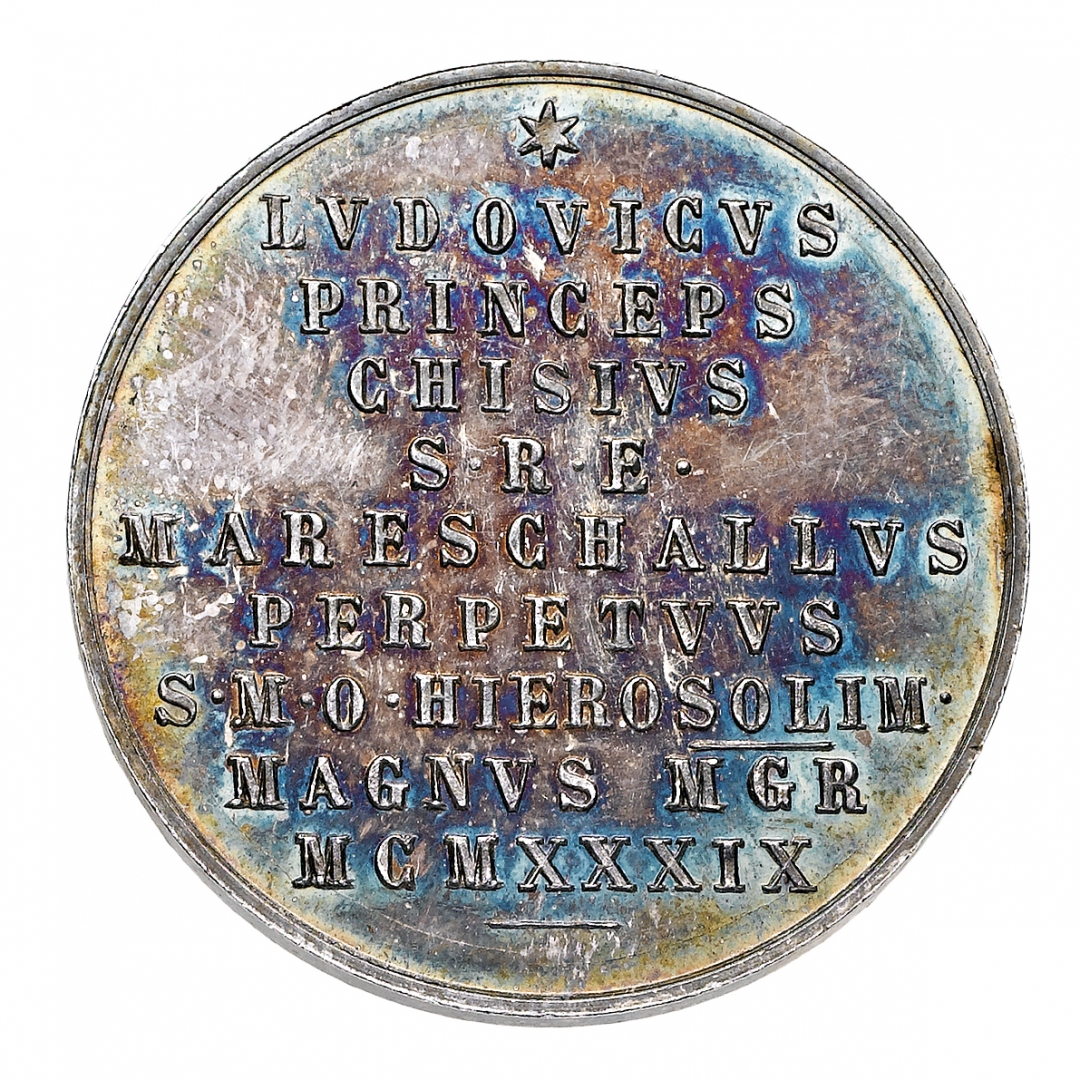 LVDOVICVS
PRINCEPS
CHISIVS
S·R·E·
MARESCHALLVS
PERPETVVS
S·M·O·HIEROSOLIM·
MAGNVS MGR
MCMXXXIX